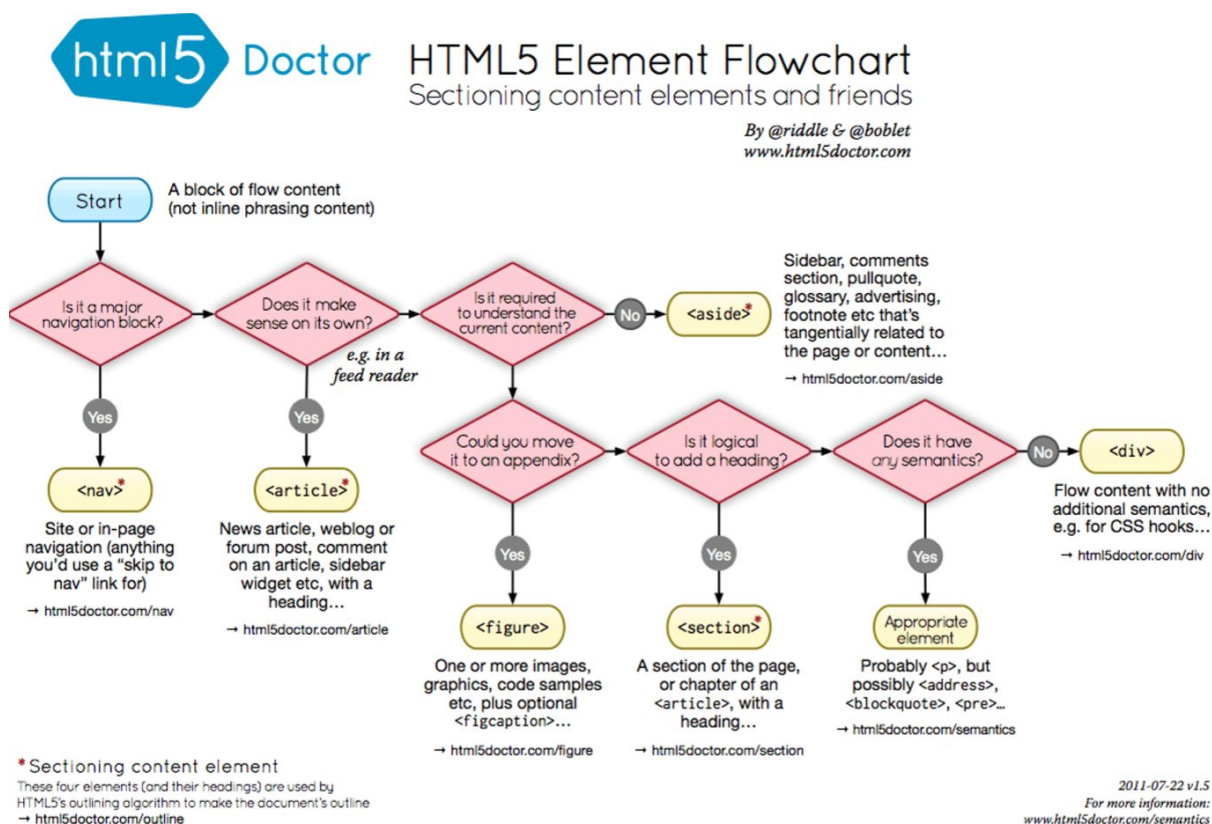 html5 Doctor
HTML5 Element Flowchart
Sectioning content elements and friends
By @riddle & @boblet
www.html5doctor.com
Start
A block of flow content
(not inline phrasing content)
Is it a major
navigation block?
Does it make
sense on its own?
e.g. in a
feed reader
Is it required
to understand the
current content?
No
<aside>*
Sidebar, comments
section, pullquote,
glossary, advertising,
footnote etc that's
tangentially related to
the page or content…
→ html5doctor.com/aside
Yes
<nav>*
Site or in-page
navigation (anything
you'd use a “skip to
nav” link for)
→ html5doctor.com/nav
Yes
<article>*
News article, weblog or
forum post, comment
on an article, sidebar
widget etc, with a
heading…
→ html5doctor.com/article
Could you move
it to an appendix?
Is it logical
to add a heading?
Does it have
any semantics?
No
<div>
Flow content with no
additional semantics,
e.g. for CSS hooks…
→ html5doctor.com/div
Yes
<figure>
One or more images,
graphics, code samples
etc, plus optional
<figcaption>…
→ html5doctor.com/figure
Yes
<section>*
A section of the page,
or chapter of an
<article>, with a
heading…
→ html5doctor.com/section
Yes
Appropriate
element
Probably <p>, but
possibly <address>,
<blockquote>, <pre>…
→ html5doctor.com/semantics
* Sectioning content element
These four elements (and their headings) are used by
HTML5's outlining algorithm to make the document's outline
→ html5doctor.com/outline
2011-07-22 v1.5
For more information:
www.html5doctor.com/semantics